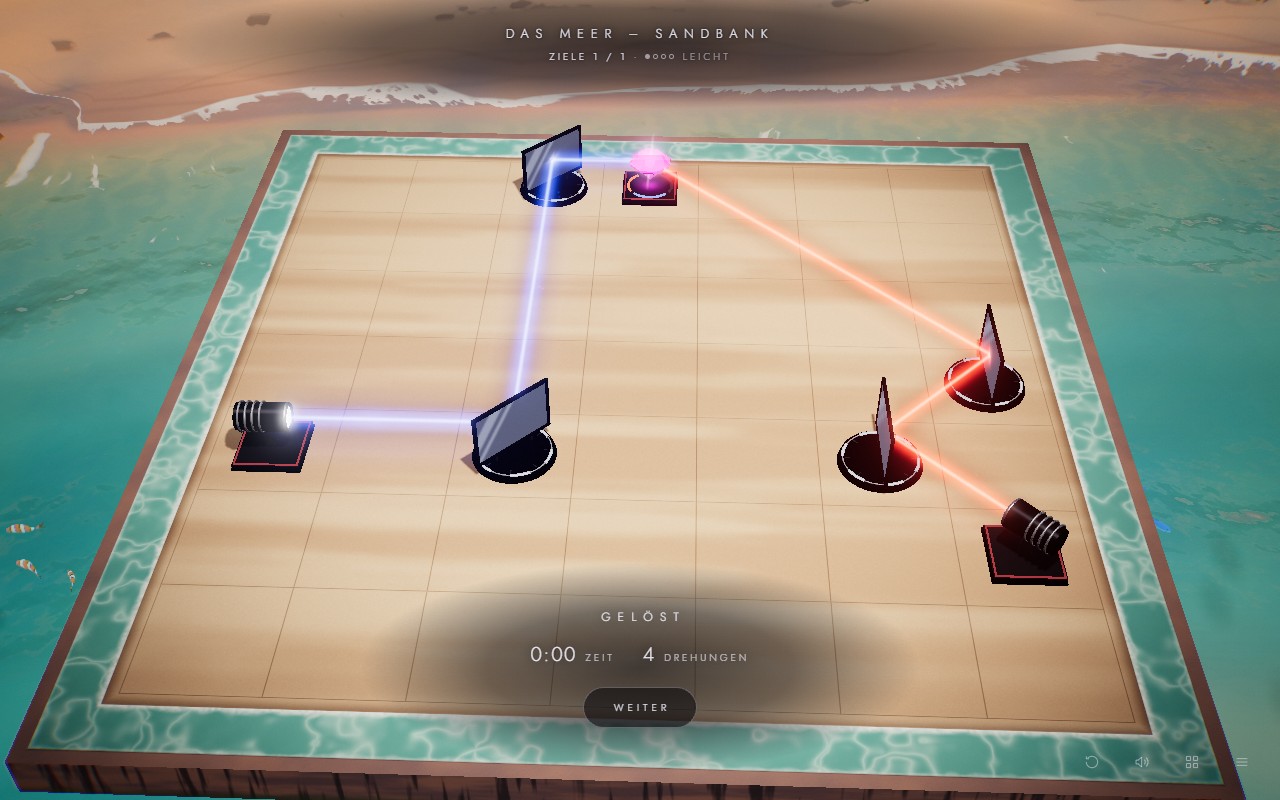 DAS MEER – SANDBANK
ZIELE 1 / 1 · LEICHT
GELÖST
0:00 ZEIT 4 DREHUNGEN
WEITER